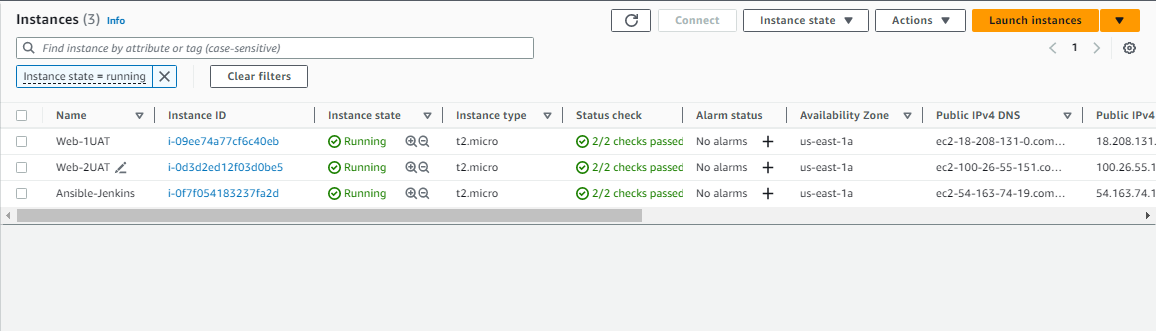 Instances (3) Info
Connect Instance state Actions Launch instances
Find instance by attribute or tag (case-sensitive)
1
Instance state = running Clear filters
Name Instance ID Instance state Instance type Status check Alarm status Availability Zone Public IPv4 DNS Public IPv4
Web-1UAT i-09ee74a77cf6c40eb Running t2.micro 2/2 checks passed No alarms us-east-1a ec2-18-208-131-0.com... 18.208.131.
Web-2UAT i-0d3d2ed12f03d0be5 Running t2.micro 2/2 checks passed No alarms us-east-1a ec2-100-26-55-151.co... 100.26.55.1
Ansible-Jenkins i-0f7f054183237fa2d Running t2.micro 2/2 checks passed No alarms us-east-1a ec2-54-163-74-19.com... 54.163.74.1